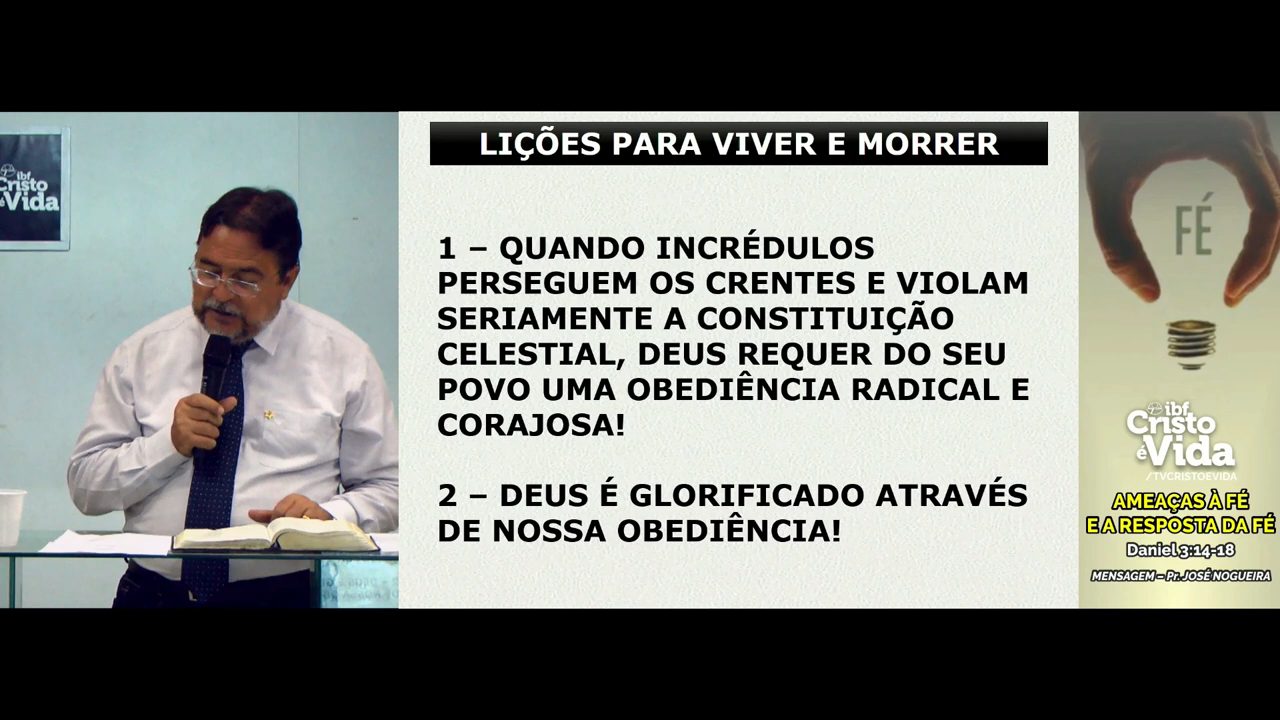 ibf
Cristo
é Vida
LIÇÕES PARA VIVER E MORRER
1 – QUANDO INCRÉDULOS
PERSEGUEM OS CRENTES E VIOLAM
SERIAMENTE A CONSTITUIÇÃO
CELESTIAL, DEUS REQUER DO SEU
POVO UMA OBEDIÊNCIA RADICAL E
CORAJOSA!
2 – DEUS É GLORIFICADO ATRAVÉS
DE NOSSA OBEDIÊNCIA!
FÉ
ibf
Cristo
é Vida
/TVCRISTOEVIDA
AMEAÇAS À FÉ
E A RESPOSTA DA FÉ
Daniel 3:14-18
MENSAGEM – Pr. JOSÉ NOGUEIRA